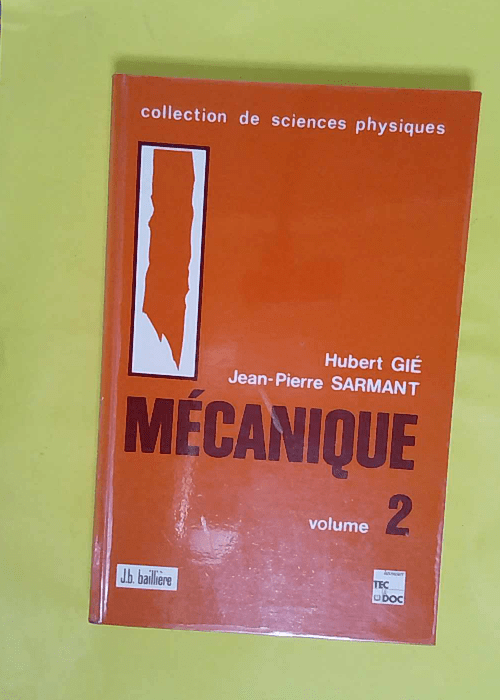 collection de sciences physiques
Hubert GIÉ
Jean-Pierre SARMANT
MÉCANIQUE
volume 2
J.b. baillière
TEC
& DOC